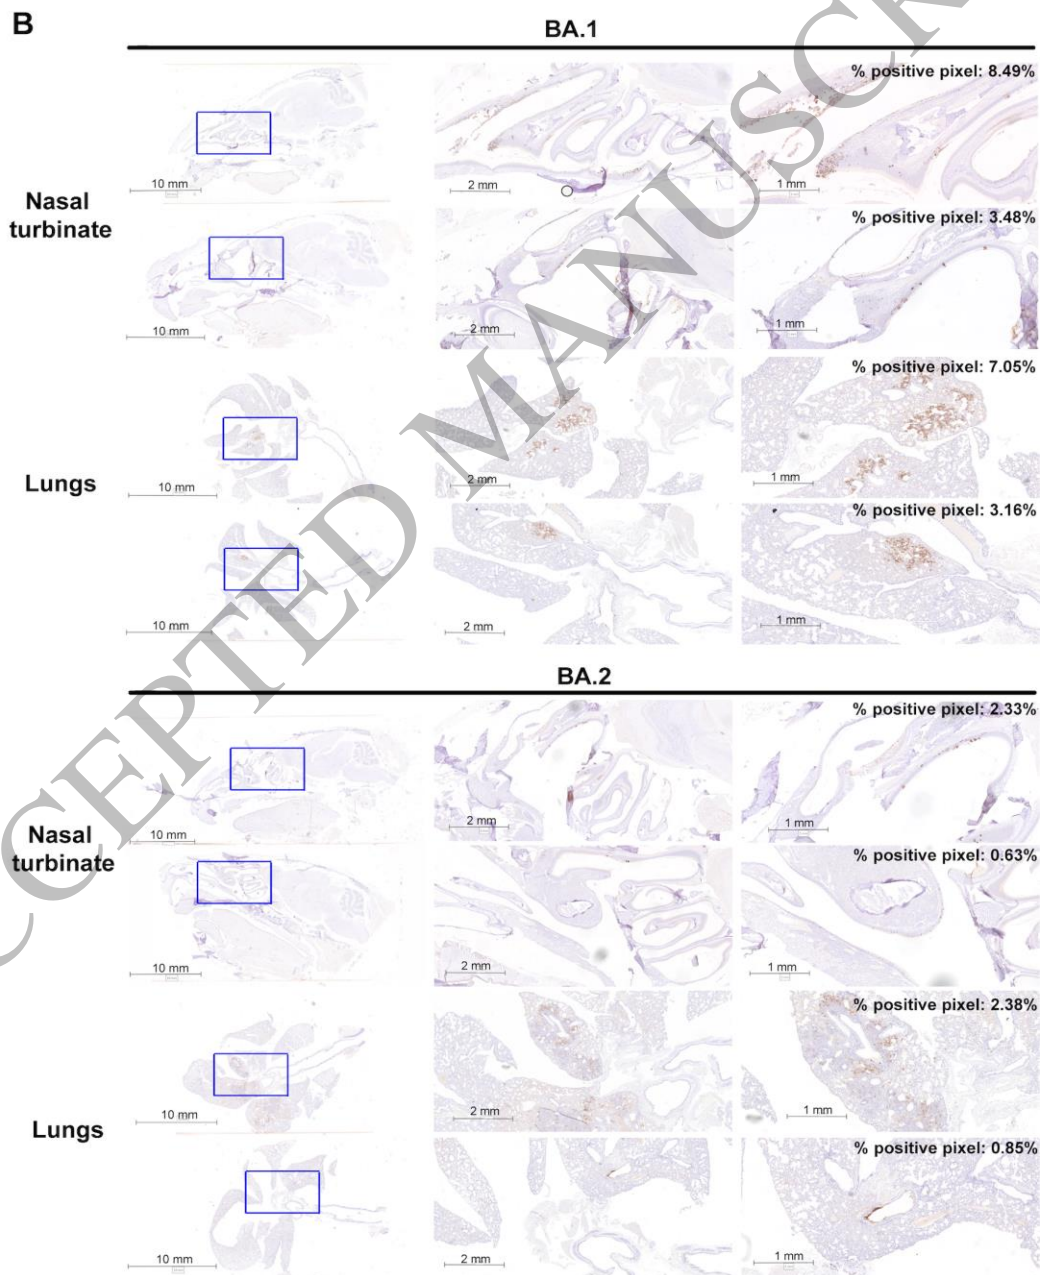 B
BA.1
% positive pixel: 8.49%
10 mm
2 mm
1 mm
Nasal
turbinate
% positive pixel: 3.48%
10 mm
2 mm
1 mm
% positive pixel: 7.05%
Lungs
10 mm
2 mm
1 mm
% positive pixel: 3.16%
10 mm
2 mm
1 mm
BA.2
% positive pixel: 2.33%
10 mm
2 mm
1 mm
Nasal
turbinate
% positive pixel: 0.63%
10 mm
2 mm
1 mm
% positive pixel: 2.38%
10 mm
2 mm
1 mm
Lungs
% positive pixel: 0.85%
10 mm
2 mm
1 mm
CCEPTED MANUSCR